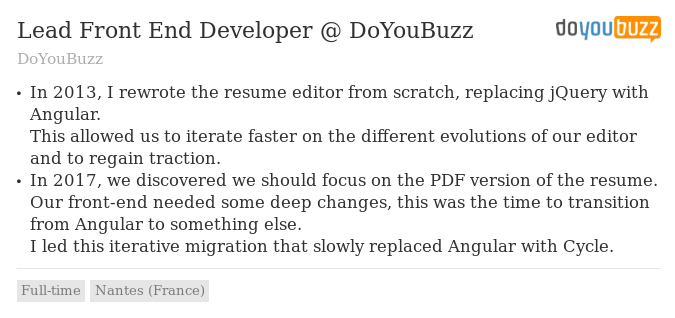 Lead Front End Developer @ DoYouBuzz
doyoubuzz
DoYouBuzz
• In 2013, I rewrote the resume editor from scratch, replacing jQuery with
Angular.
This allowed us to iterate faster on the different evolutions of our editor
and to regain traction.
• In 2017, we discovered we should focus on the PDF version of the resume.
Our front-end needed some deep changes, this was the time to transition
from Angular to something else.
I led this iterative migration that slowly replaced Angular with Cycle.
Full-time Nantes (France)